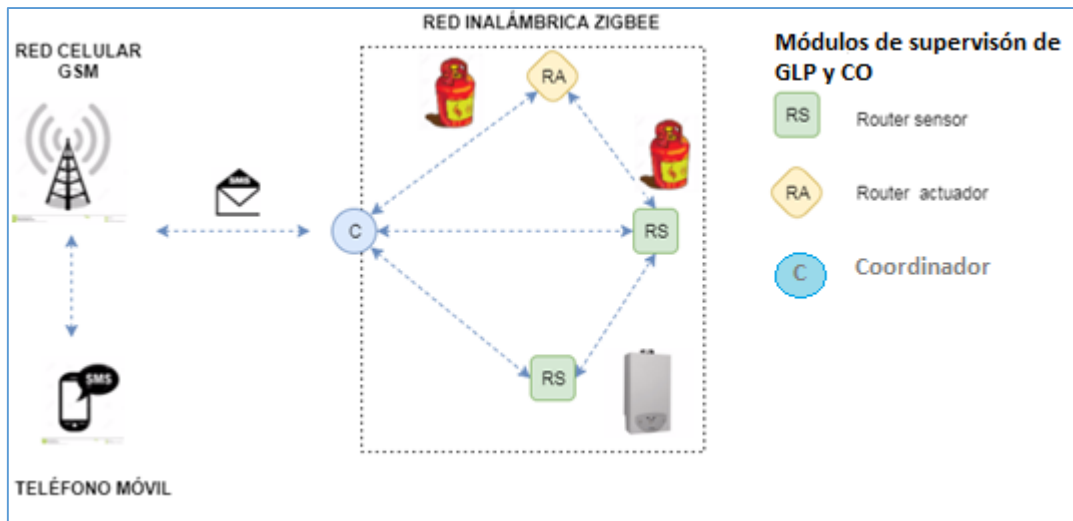 RED INALÁMBRICA ZIGBEE
RED CELULAR
GSM
SMS
C
RA
RS
RS
SMS
TELÉFONO MÓVIL
Módulos de supervisón de
GLP y CO
RS Router sensor
RA Router actuador
C Coordinador